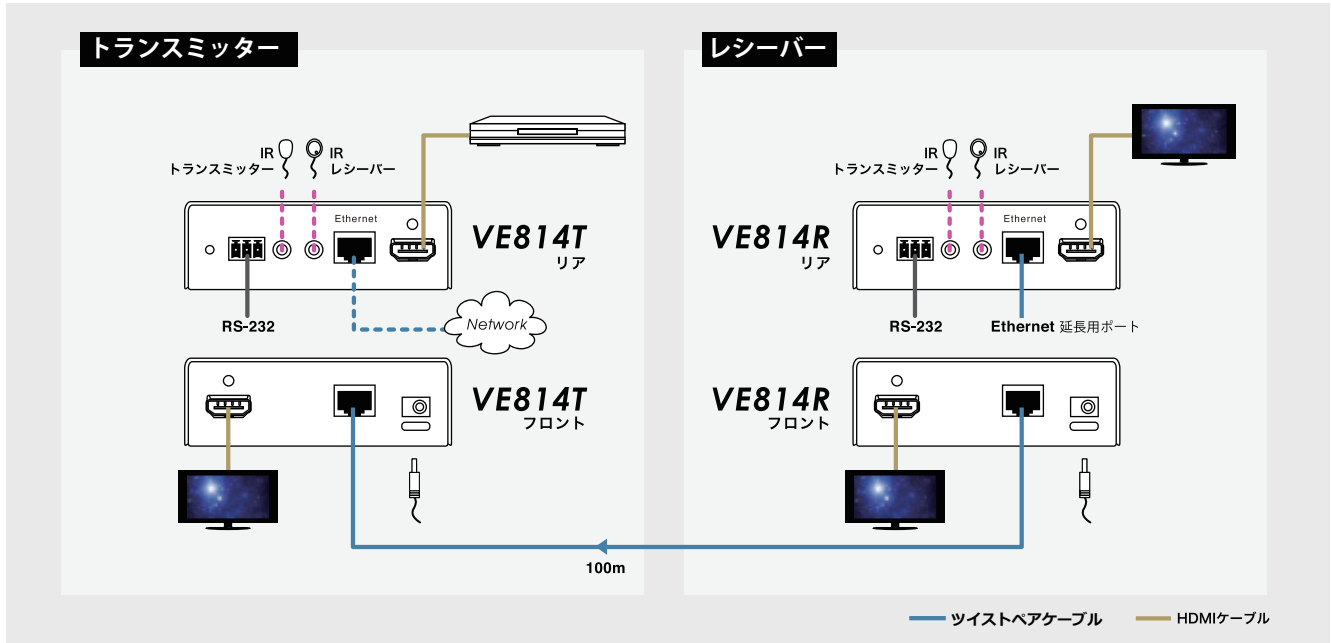 トランスミッター
IR
トランスミッター
IR
レシーバー
Ethernet
VE814T
リア
RS-232
Network
VE814T
フロント
レシーバー
IR
トランスミッター
IR
レシーバー
Ethernet
VE814R
リア
RS-232
Ethernet 延長用ポート
VE814R
フロント
100m
ツイストペアケーブル
HDMIケーブル